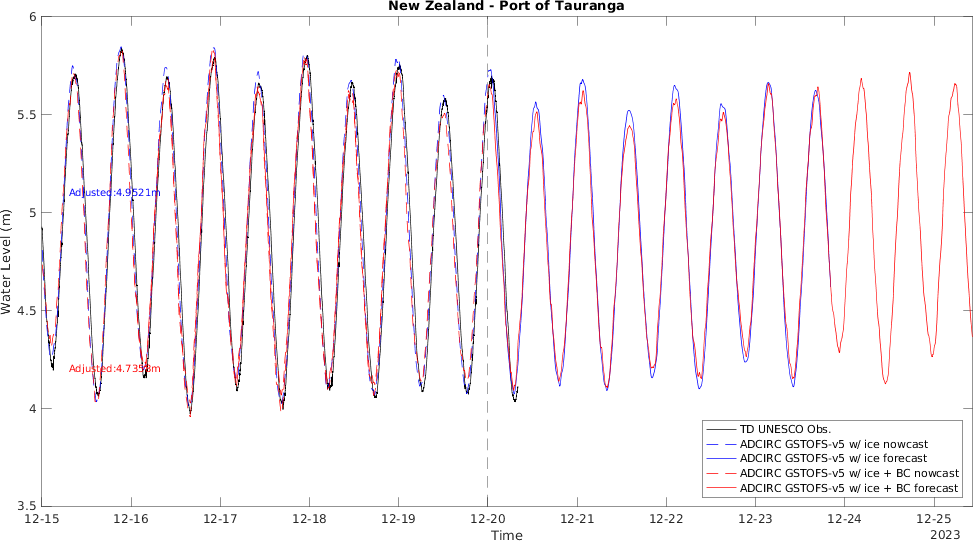 New Zealand - Port of Tauranga
6
5.5
5
4.5
4
3.5
Water Level (m)
Adjusted:4.9521m
Adjusted:4.7358m
TD UNESCO Obs.
ADCIRC GSTOFS-v5 w/ ice nowcast
ADCIRC GSTOFS-v5 w/ ice forecast
ADCIRC GSTOFS-v5 w/ ice + BC nowcast
ADCIRC GSTOFS-v5 w/ ice + BC forecast
12-15 12-16 12-17 12-18 12-19 12-20 12-21 12-22 12-23 12-24 12-25
Time
2023